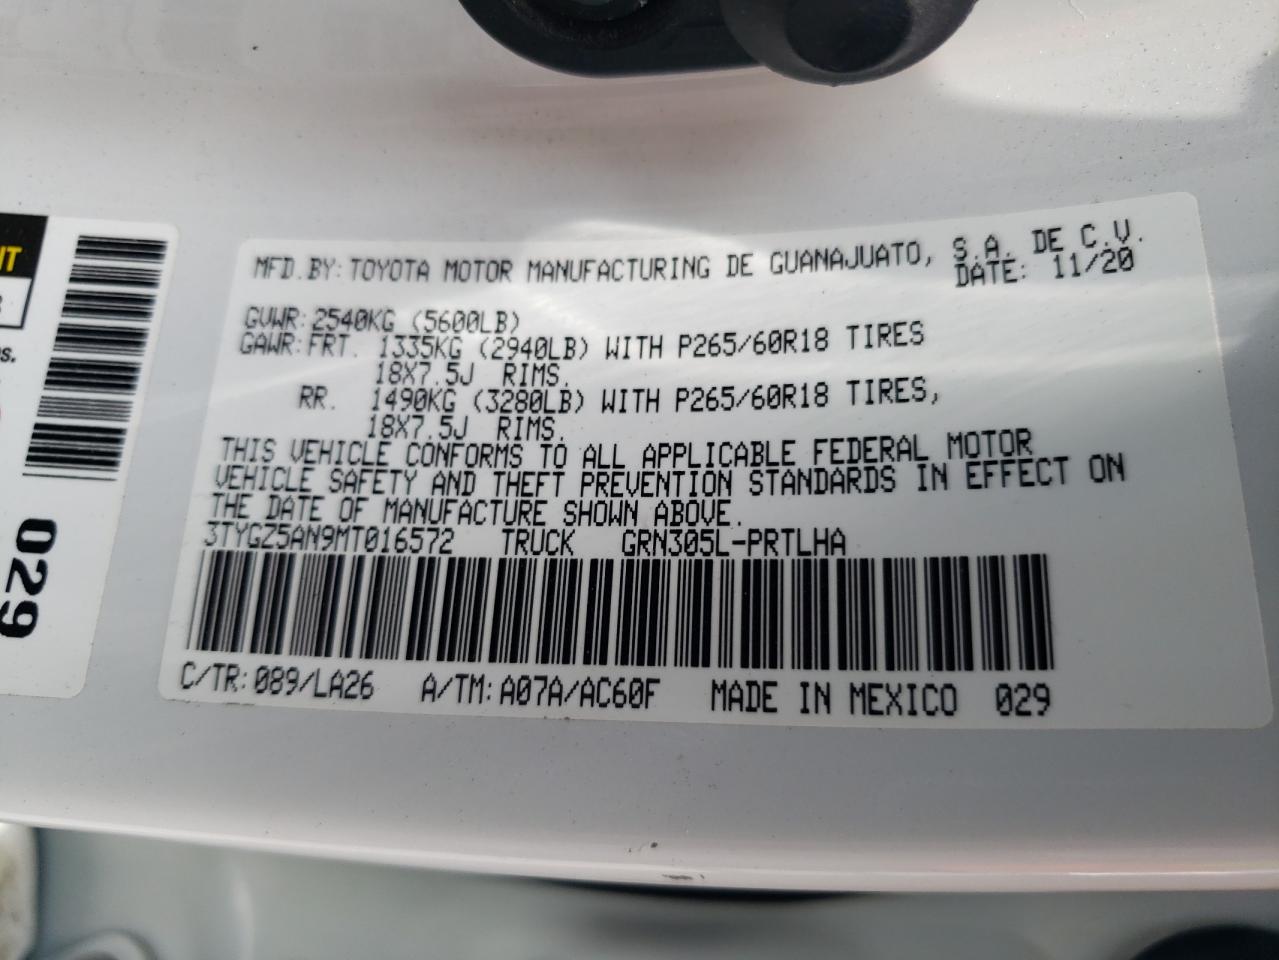 MFD.BY:TOYOTA MOTOR MANUFACTURING DE GUANAJUATO, S.A. DE C.V.
DATE: 11/20
GVWR:2540KG (5600LB)
GAWR:FRT. 1335KG (2940LB) WITH P265/60R18 TIRES
18X7.5J RIMS.
RR. 1490KG (3280LB) WITH P265/60R18 TIRES,
18X7.5J RIMS.
THIS VEHICLE CONFORMS TO ALL APPLICABLE FEDERAL MOTOR
VEHICLE SAFETY AND THEFT PREVENTION STANDARDS IN EFFECT ON
THE DATE OF MANUFACTURE SHOWN ABOVE.
3TYGZ5AN9MT016572 TRUCK GRN305L-PRTLHA
C/TR:089/LA26 A/TM:A07A/AC60F MADE IN MEXICO 029
029